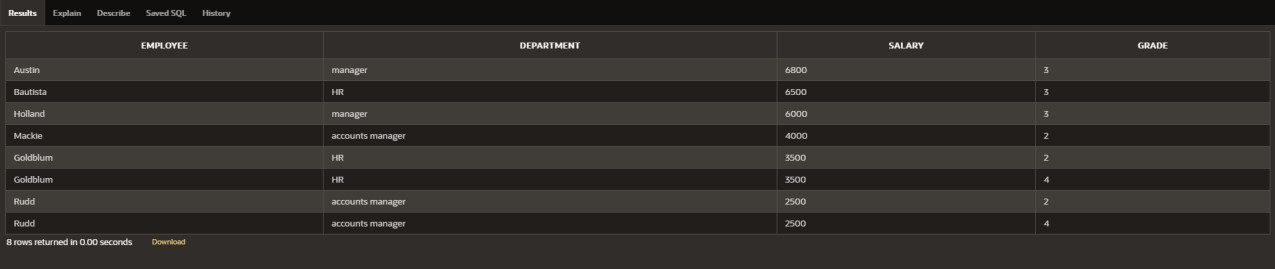 Results Explain Describe Saved SQL History
EMPLOYEE DEPARTMENT SALARY GRADE
Austin manager 6800 3
Bautista HR 6500 3
Holland manager 6000 3
Mackie accounts manager 4000 2
Goldblum HR 3500 2
Goldblum HR 3500 4
Rudd accounts manager 2500 2
Rudd accounts manager 2500 4
8 rows returned in 0.00 seconds Download